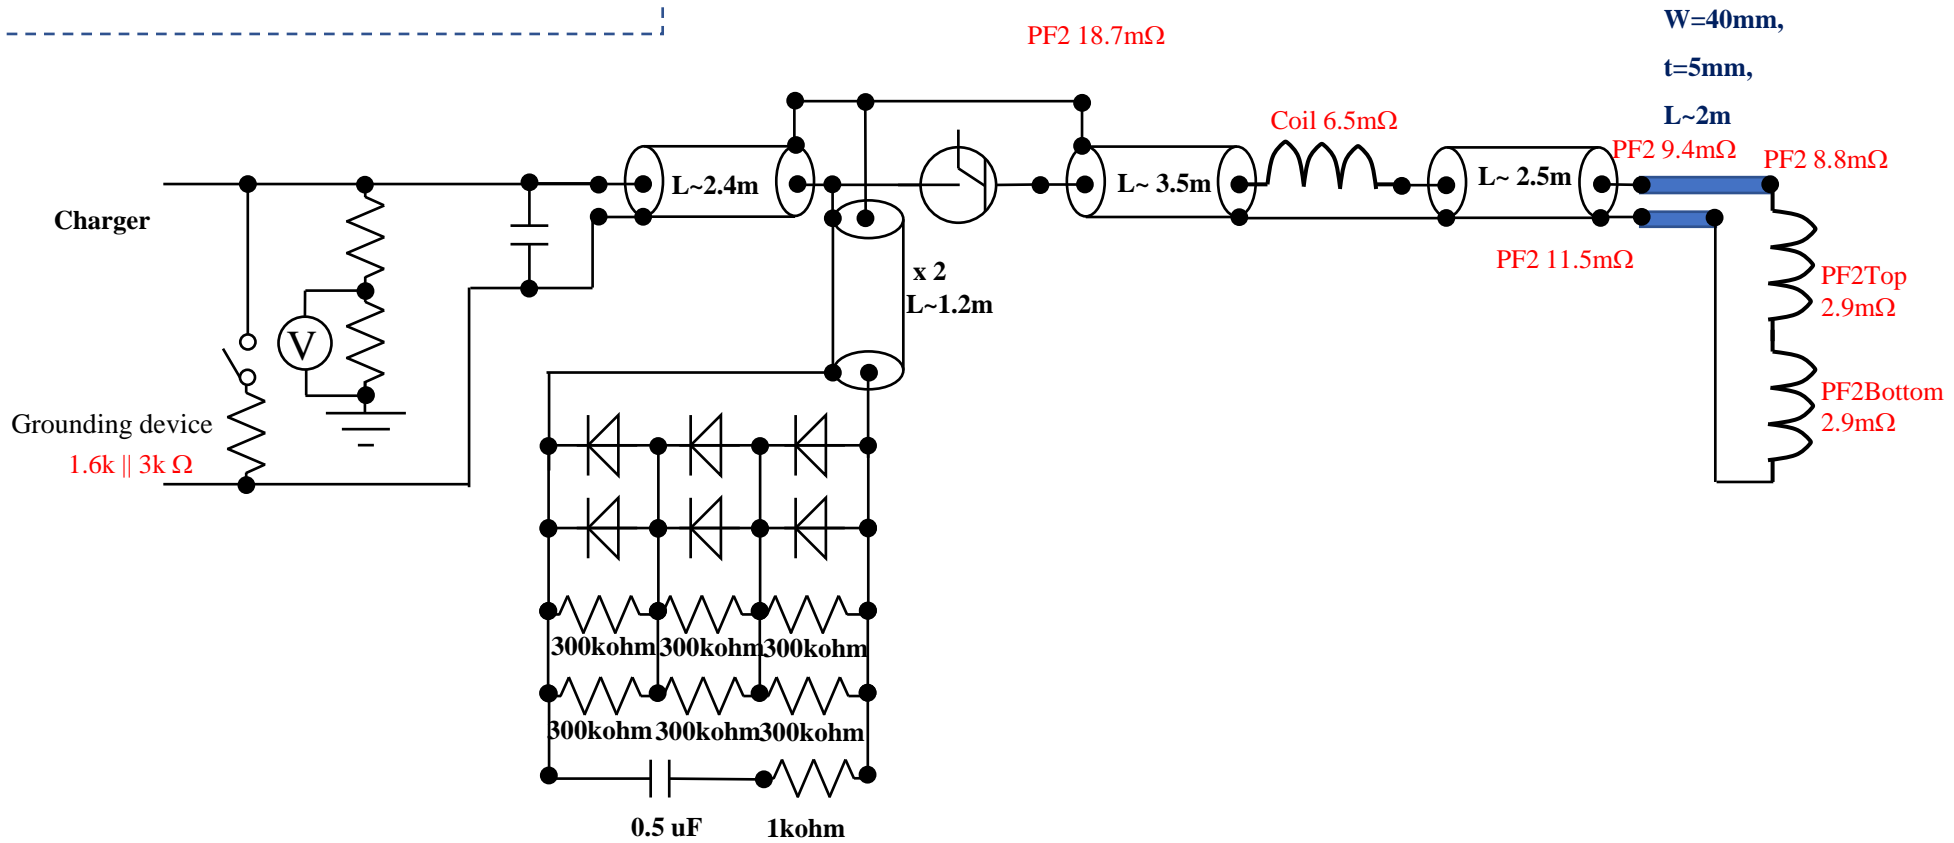 W=40mm,
t=5mm,
L~2m
PF2 18.7mΩ
Coil 6.5mΩ
PF2 9.4mΩ
PF2 8.8mΩ
L~2.4m
L~ 3.5m
L~ 2.5m
Charger
PF2 11.5mΩ
x 2
L~1.2m
PF2Top
2.9mΩ
V
PF2Bottom
2.9mΩ
Grounding device
1.6k || 3k Ω
300kohm 300kohm 300kohm
300kohm 300kohm 300kohm
0.5 uF
1kohm